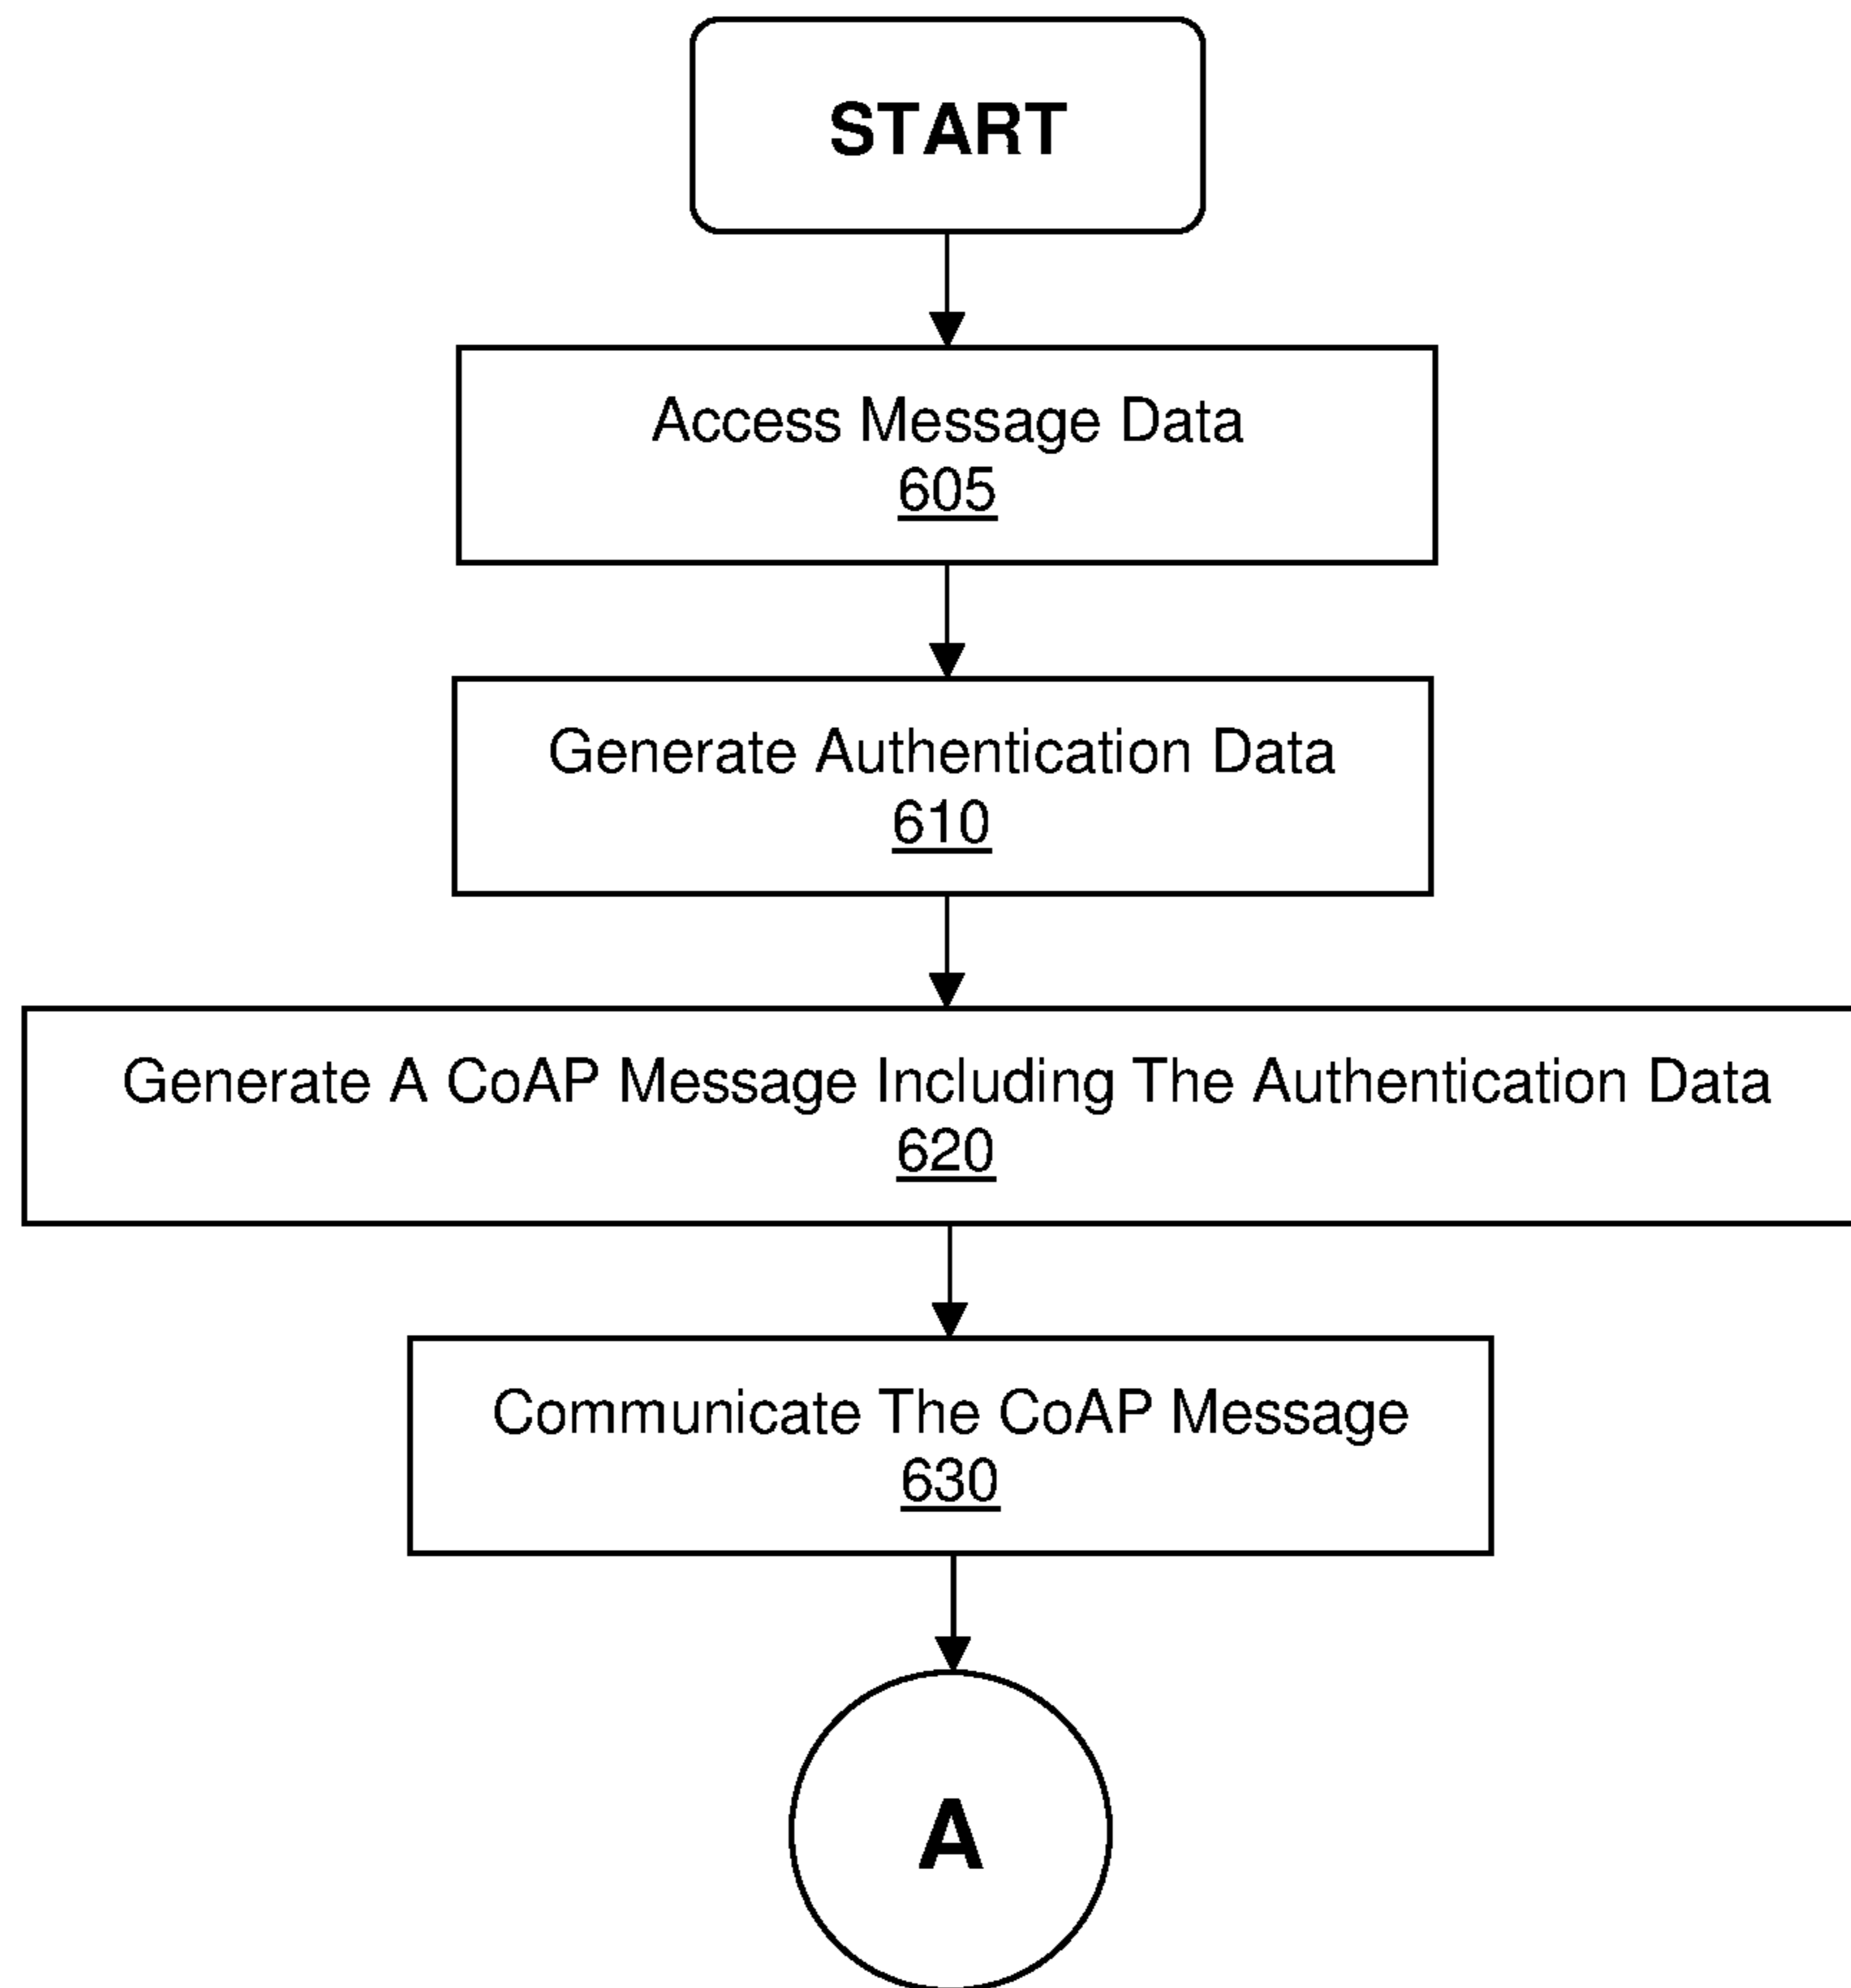 START
Access Message Data
605
Generate Authentication Data
610
Generate A CoAP Message Including The Authentication Data
620
Communicate The CoAP Message
630
A